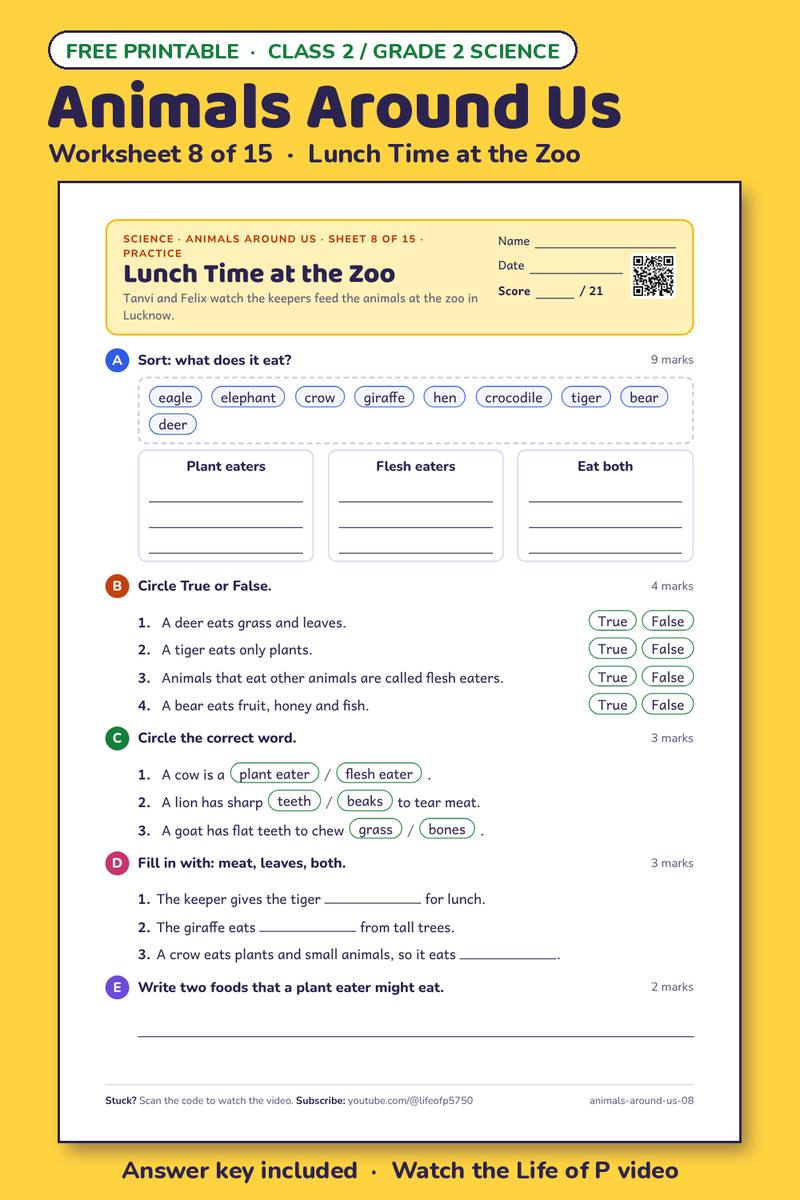 FREE PRINTABLE · CLASS 2 / GRADE 2 SCIENCE
Animals Around Us
Worksheet 8 of 15 · Lunch Time at the Zoo
SCIENCE · ANIMALS AROUND US · SHEET 8 OF 15 ·
PRACTICE
Lunch Time at the Zoo
Tanvi and Felix watch the keepers feed the animals at the zoo in
Lucknow.
Name
Date
Score / 21
A Sort: what does it eat? 9 marks
eagle elephant crow giraffe hen crocodile tiger bear
deer
Plant eaters Flesh eaters Eat both
B Circle True or False. 4 marks
1. A deer eats grass and leaves. True False
2. A tiger eats only plants. True False
3. Animals that eat other animals are called flesh eaters. True False
4. A bear eats fruit, honey and fish. True False
C Circle the correct word. 3 marks
1. A cow is a plant eater / flesh eater .
2. A lion has sharp teeth / beaks to tear meat.
3. A goat has flat teeth to chew grass / bones .
D Fill in with: meat, leaves, both. 3 marks
1. The keeper gives the tiger ____ for lunch.
2. The giraffe eats ____ from tall trees.
3. A crow eats plants and small animals, so it eats ____.
E Write two foods that a plant eater might eat. 2 marks
Stuck? Scan the code to watch the video. Subscribe: youtube.com/@lifeofp5750 animals-around-us-08
Answer key included · Watch the Life of P video